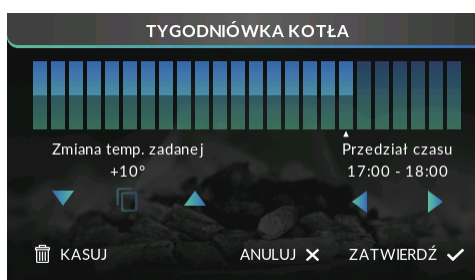 TYGODNIÓWKA KOTŁA
Zmiana temp. zadanej
+10°
Przedział czasu
17:00 - 18:00
KASUJ
ANULUJ
ZATWIERDŹ